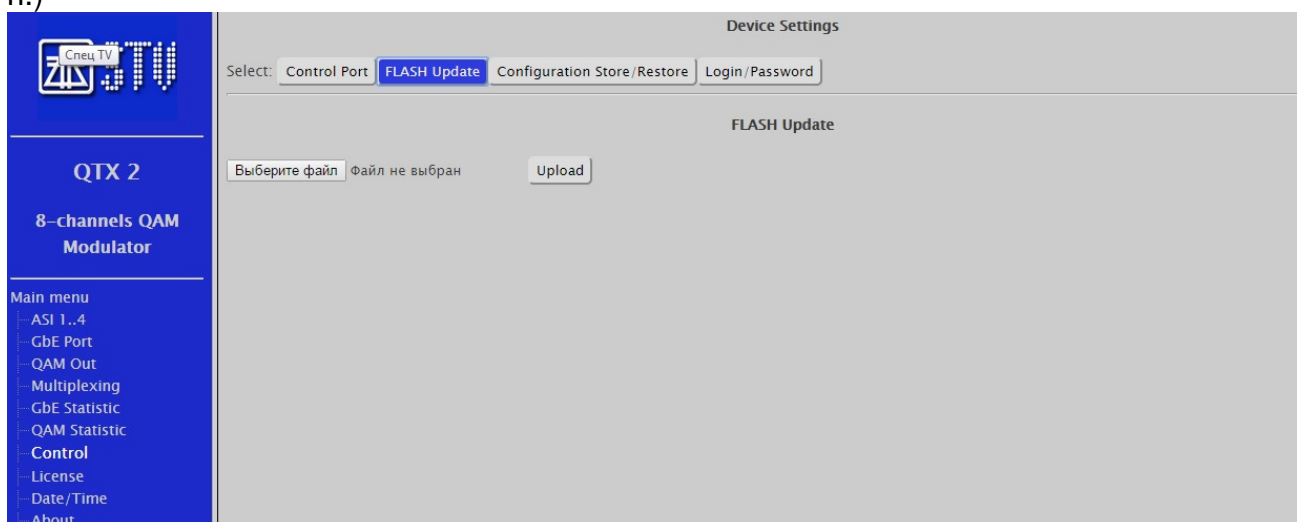 п.)
Device Settings
Спец TV
Select: Control Port FLASH Update Configuration Store/Restore Login/Password
FLASH Update
QTX 2
Выберите файл Файл не выбран Upload
8-channels QAM
Modulator
Main menu
ASI 1..4
GbE Port
QAM Out
Multiplexing
GbE Statistic
QAM Statistic
Control
License
Date/Time
About